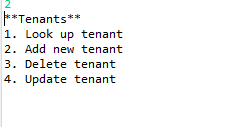 2
**Tenants**
1. Look up tenant
2. Add new tenant
3. Delete tenant
4. Update tenant